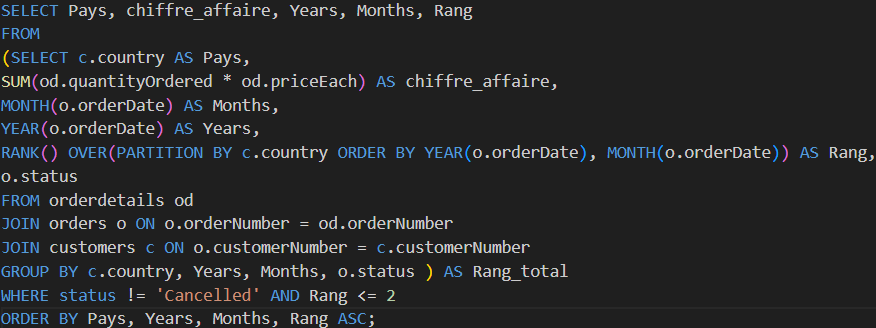 SELECT Pays, chiffre_affaire, Years, Months, Rang
FROM
(SELECT c.country AS Pays,
SUM(od.quantityOrdered * od.priceEach) AS chiffre_affaire,
MONTH(o.orderDate) AS Months,
YEAR(o.orderDate) AS Years,
RANK() OVER(PARTITION BY c.country ORDER BY YEAR(o.orderDate), MONTH(o.orderDate)) AS Rang,
o.status
FROM orderdetails od
JOIN orders o ON o.orderNumber = od.orderNumber
JOIN customers c ON o.customerNumber = c.customerNumber
GROUP BY c.country, Years, Months, o.status ) AS Rang_total
WHERE status != 'Cancelled' AND Rang <= 2
ORDER BY Pays, Years, Months, Rang ASC;